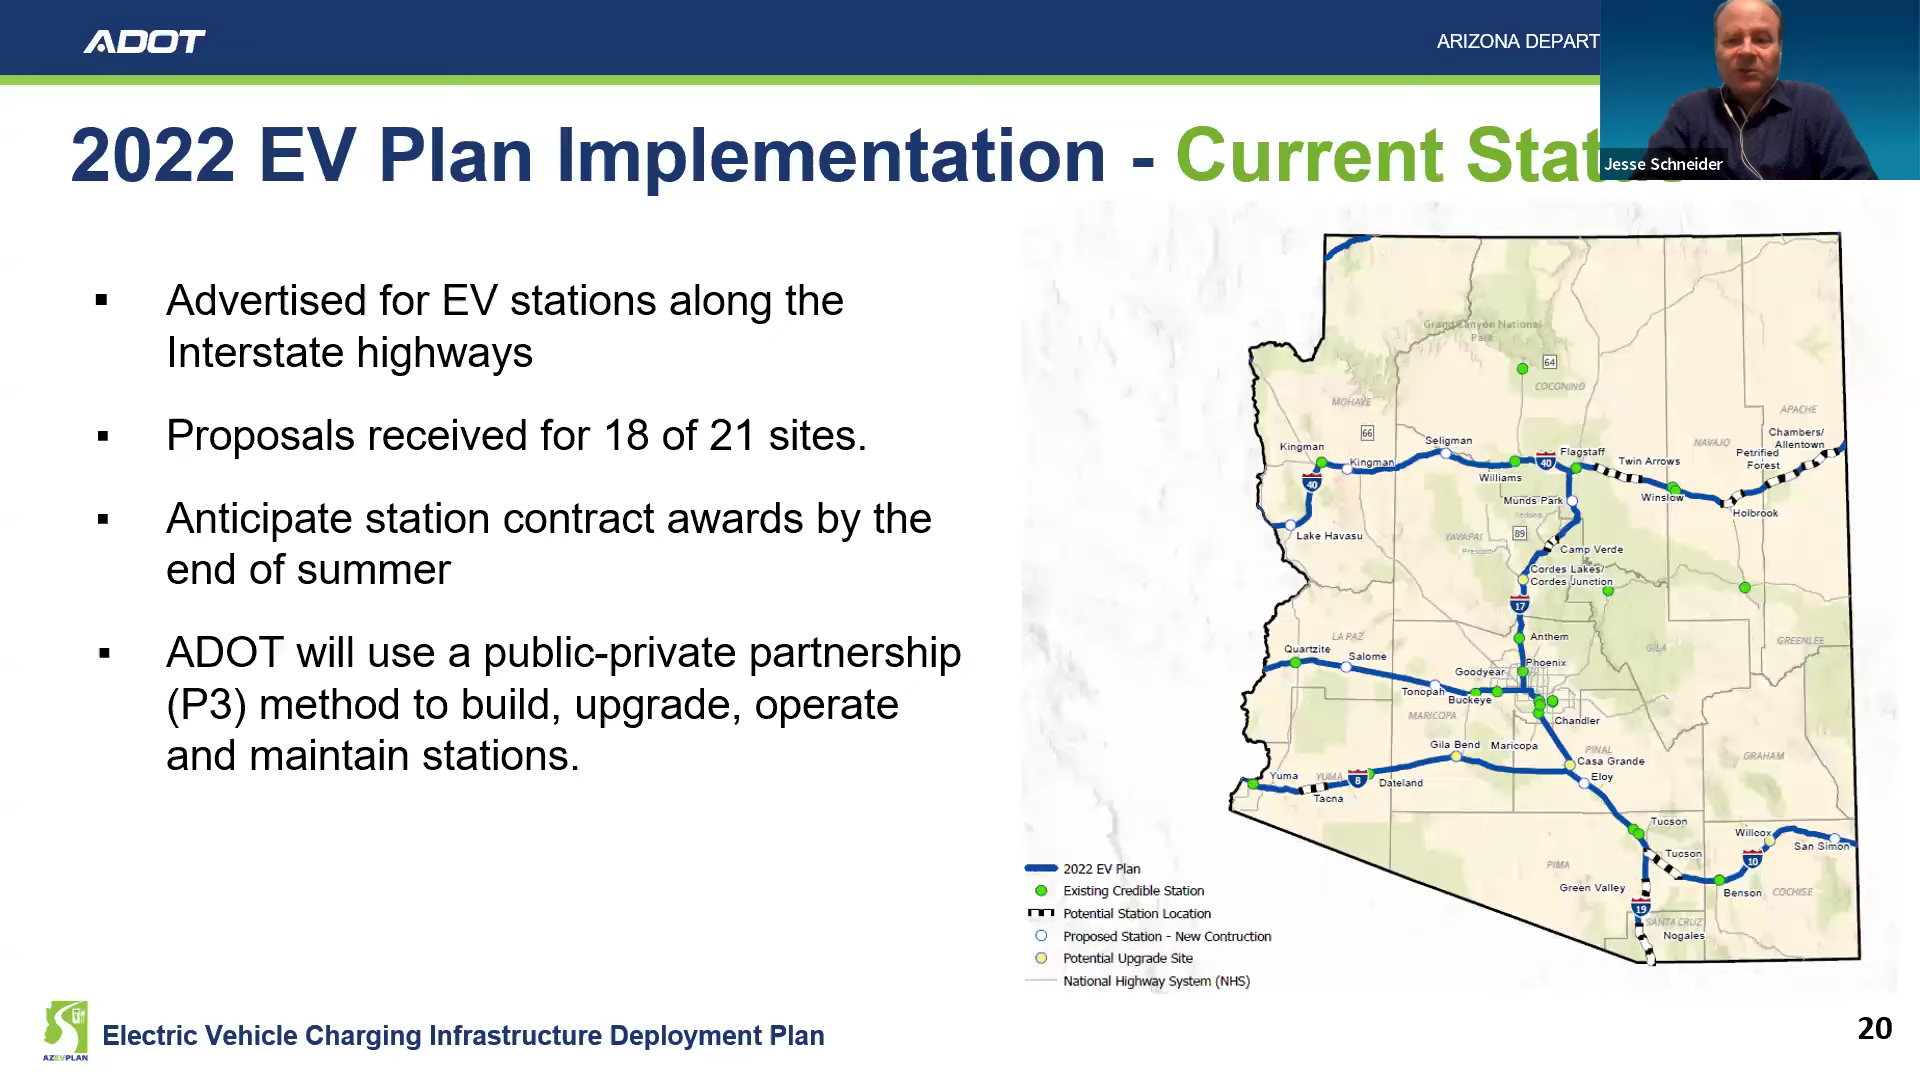 ADOT
ARIZONA DEPART
2022 EV Plan Implementation - Current Stat
Jesse Schneider
▪ Advertised for EV stations along the
Interstate highways
▪ Proposals received for 18 of 21 sites.
▪ Anticipate station contract awards by the
end of summer
▪ ADOT will use a public-private partnership
(P3) method to build, upgrade, operate
and maintain stations.
Grand Canyon National
Park
64
COCONINO
MOHAVE
APACHE
66
NAVAJO
Chambers/
Allentown
Kingman
Seligman
Flagstaff
Petrified
Forest
Kingman
40
Twin Arrows
40
Williams
Winslow
Munds Park
Holbrook
Sedona
Lake Havasu
89
YAVAPAI
Prescott
Camp Verde
Cordes Lakes/
Cordes Junction
17
LA PAZ
Anthem
GREENLEE
Quartzite
Salome
GILA
Phoenix
Goodyear
Tonopah
Buckeye
MARICOPA
Chandler
Gila Bend
Maricopa
PINAL
GRAHAM
Casa Grande
Yuma
YUMA
8
Dateland
Eloy
Tacna
Tucson
Willcox
San Simon
Tucson
10
PIMA
Green Valley
Benson
COCHISE
19
SANTA CRUZ
Nogales
2022 EV Plan
Existing Credible Station
Potential Station Location
Proposed Station - New Contruction
Potential Upgrade Site
National Highway System (NHS)
AZEVPLAN
Electric Vehicle Charging Infrastructure Deployment Plan
20